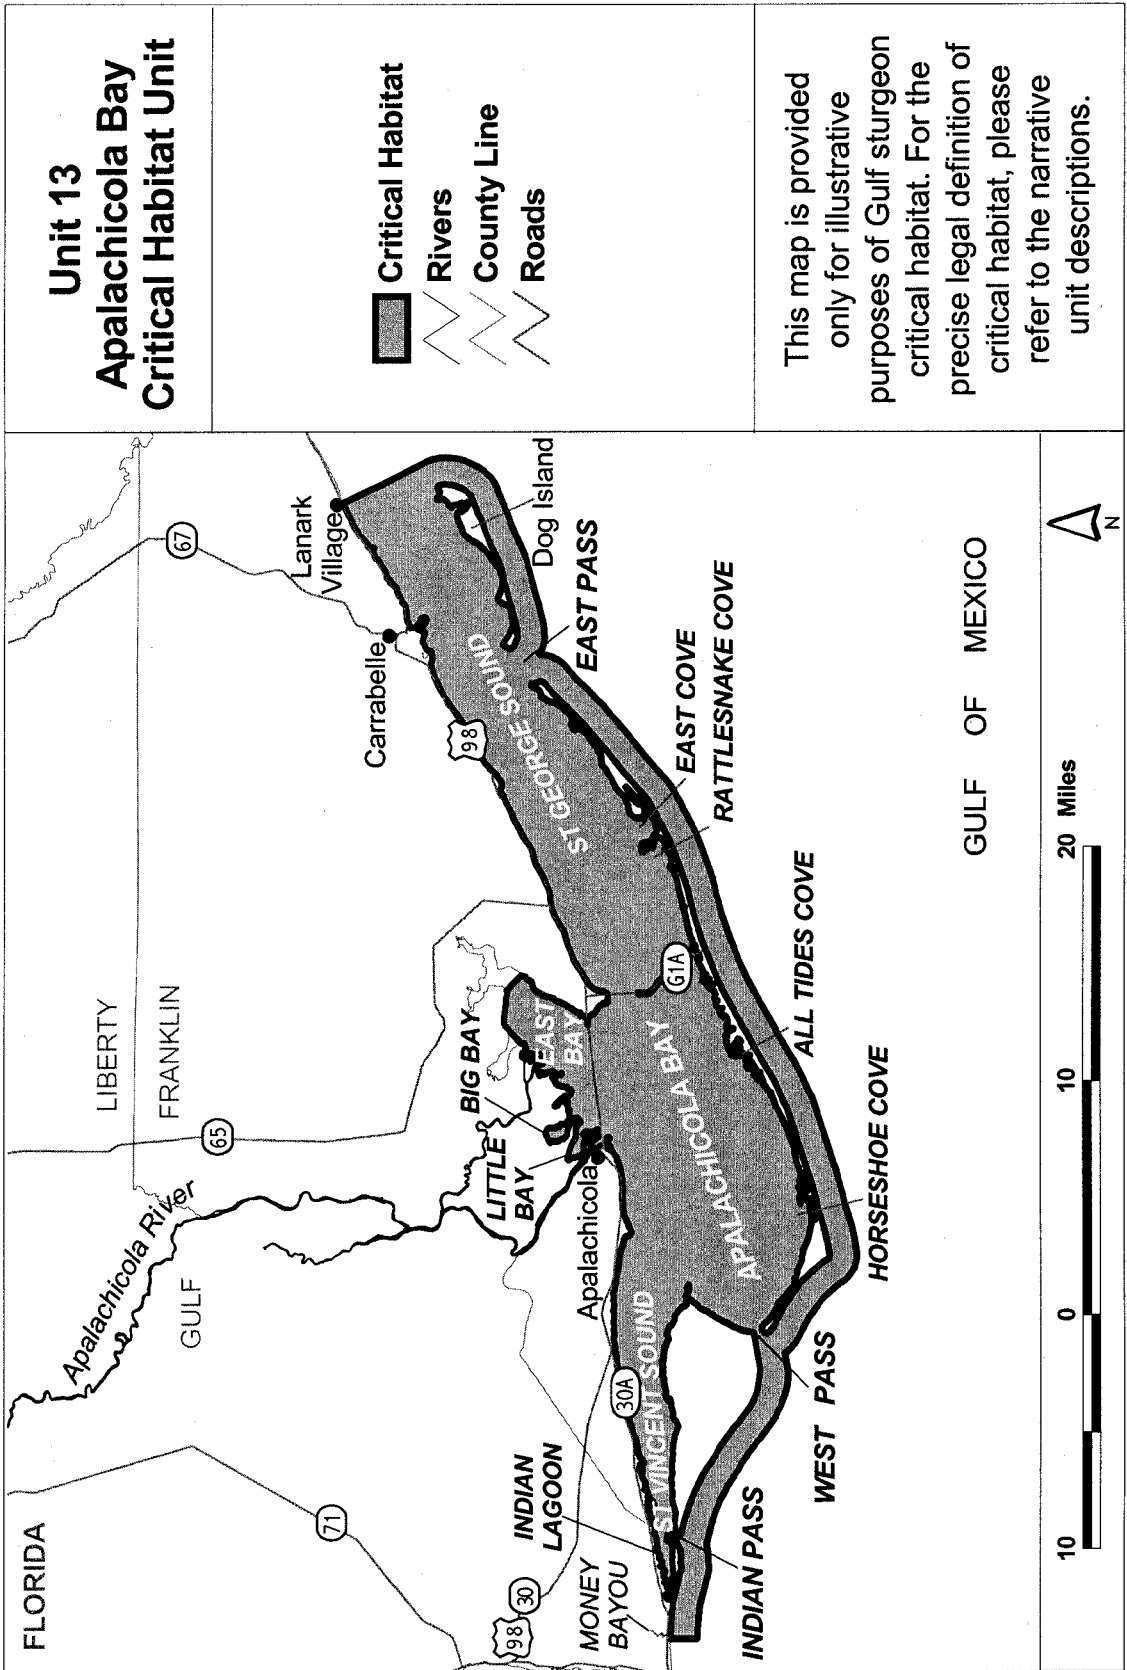 Unit 13
Apalachicola Bay
Critical Habitat Unit
Critical Habitat
Rivers
County Line
Roads
This map is provided
only for illustrative
purposes of Gulf sturgeon
critical habitat. For the
precise legal definition of
critical habitat, please
refer to the narrative
unit descriptions.
FLORIDA
LIBERTY
FRANKLIN
GULF
Apalachicola River
71
65
67
98
30
MONEY
BAYOU
INDIAN
LAGOON
30A
Apalachicola
LITTLE
BAY
BIG BAY
EAST
BAY
Carrabelle
Lanark
Village
98
ST GEORGE SOUND
Dog Island
EAST PASS
EAST COVE
RATTLESNAKE COVE
G1A
ALL TIDES COVE
APALACHICOLA BAY
HORSESHOE COVE
ST VINCENT SOUND
WEST PASS
INDIAN PASS
GULF OF MEXICO
10
0
10
20 Miles
N